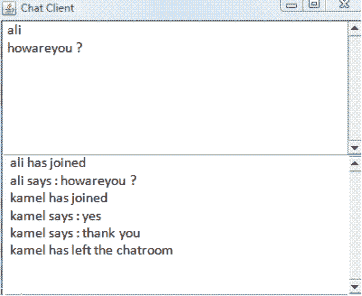 Chat Client
ali
howareyou ?
ali has joined
ali says : howareyou ?
kamel has joined
kamel says : yes
kamel says : thank you
kamel has left the chatroom